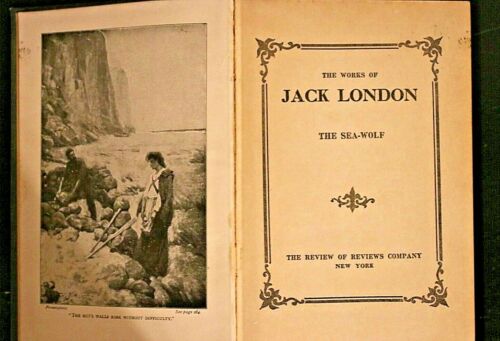 Frontispiece
See page 284
"THE HUT'S WALLS ROSE WITHOUT DIFFICULTY."
THE WORKS OF
JACK LONDON
THE SEA-WOLF
THE REVIEW OF REVIEWS COMPANY
NEW YORK